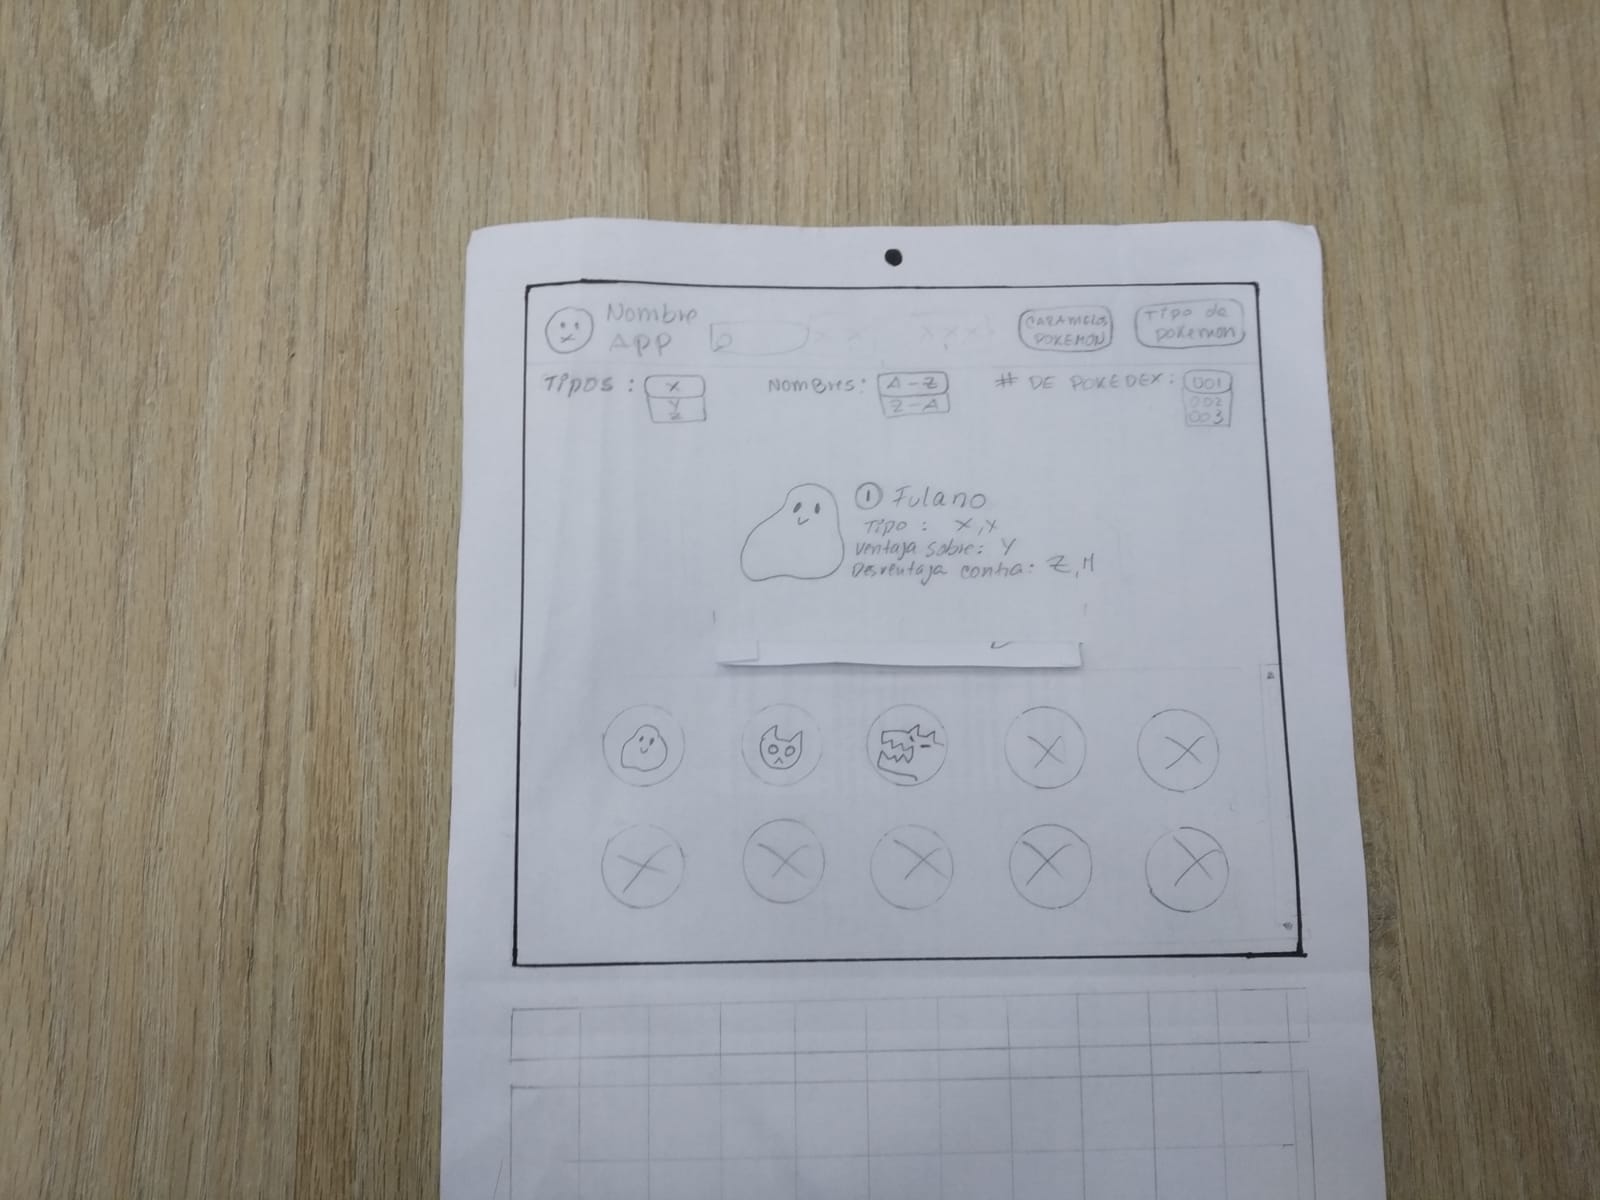 Nombre
App
CARAMELOS
POKEMON
Tipo de
pokemon
TIPOS :
X
Y
Z
NOMBRES:
A-Z
Z-A
# DE POKEDEX:
001
002
003
1 Fulano
Tipo : X,Y
Ventaja sobre: Y
Desventaja contra: Z,M